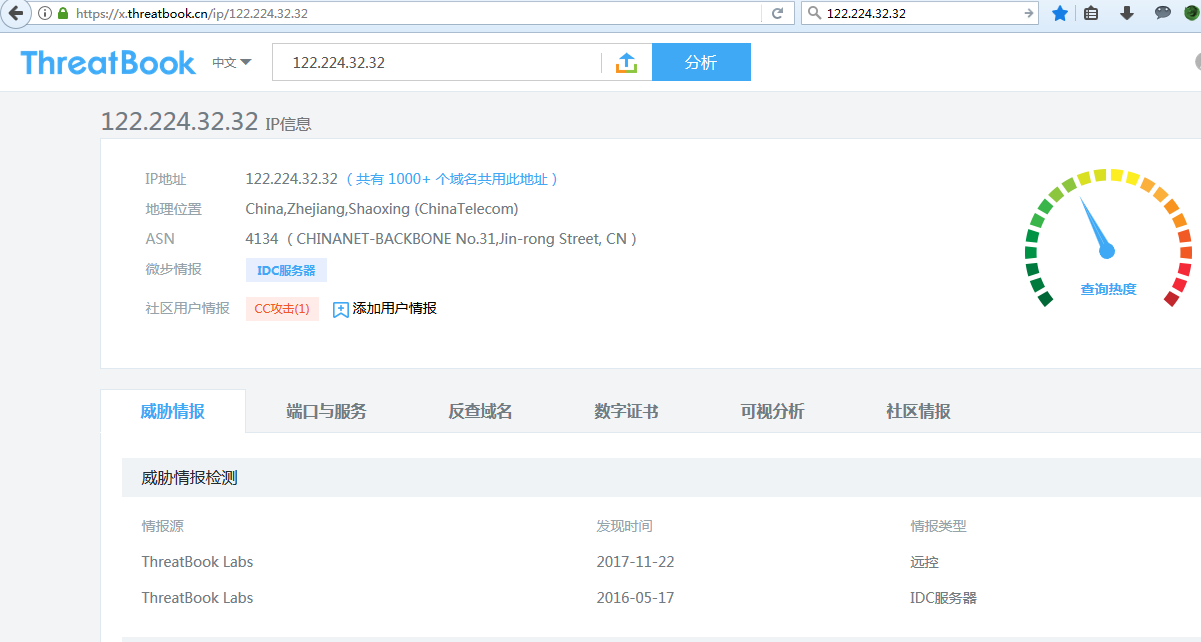 https://x.threatbook.cn/ip/122.224.32.32 122.224.32.32
ThreatBook 中文 122.224.32.32 分析
122.224.32.32 IP信息
IP地址 122.224.32.32 ( 共有 1000+ 个域名共用此地址 )
地理位置 China,Zhejiang,Shaoxing (ChinaTelecom)
ASN 4134 ( CHINANET-BACKBONE No.31,Jin-rong Street, CN )
微步情报 IDC服务器
查询热度
社区用户情报 CC攻击(1) 添加用户情报
威胁情报 端口与服务 反查域名 数字证书 可视分析 社区情报
威胁情报检测
情报源 发现时间 情报类型
ThreatBook Labs 2017-11-22 远控
ThreatBook Labs 2016-05-17 IDC服务器